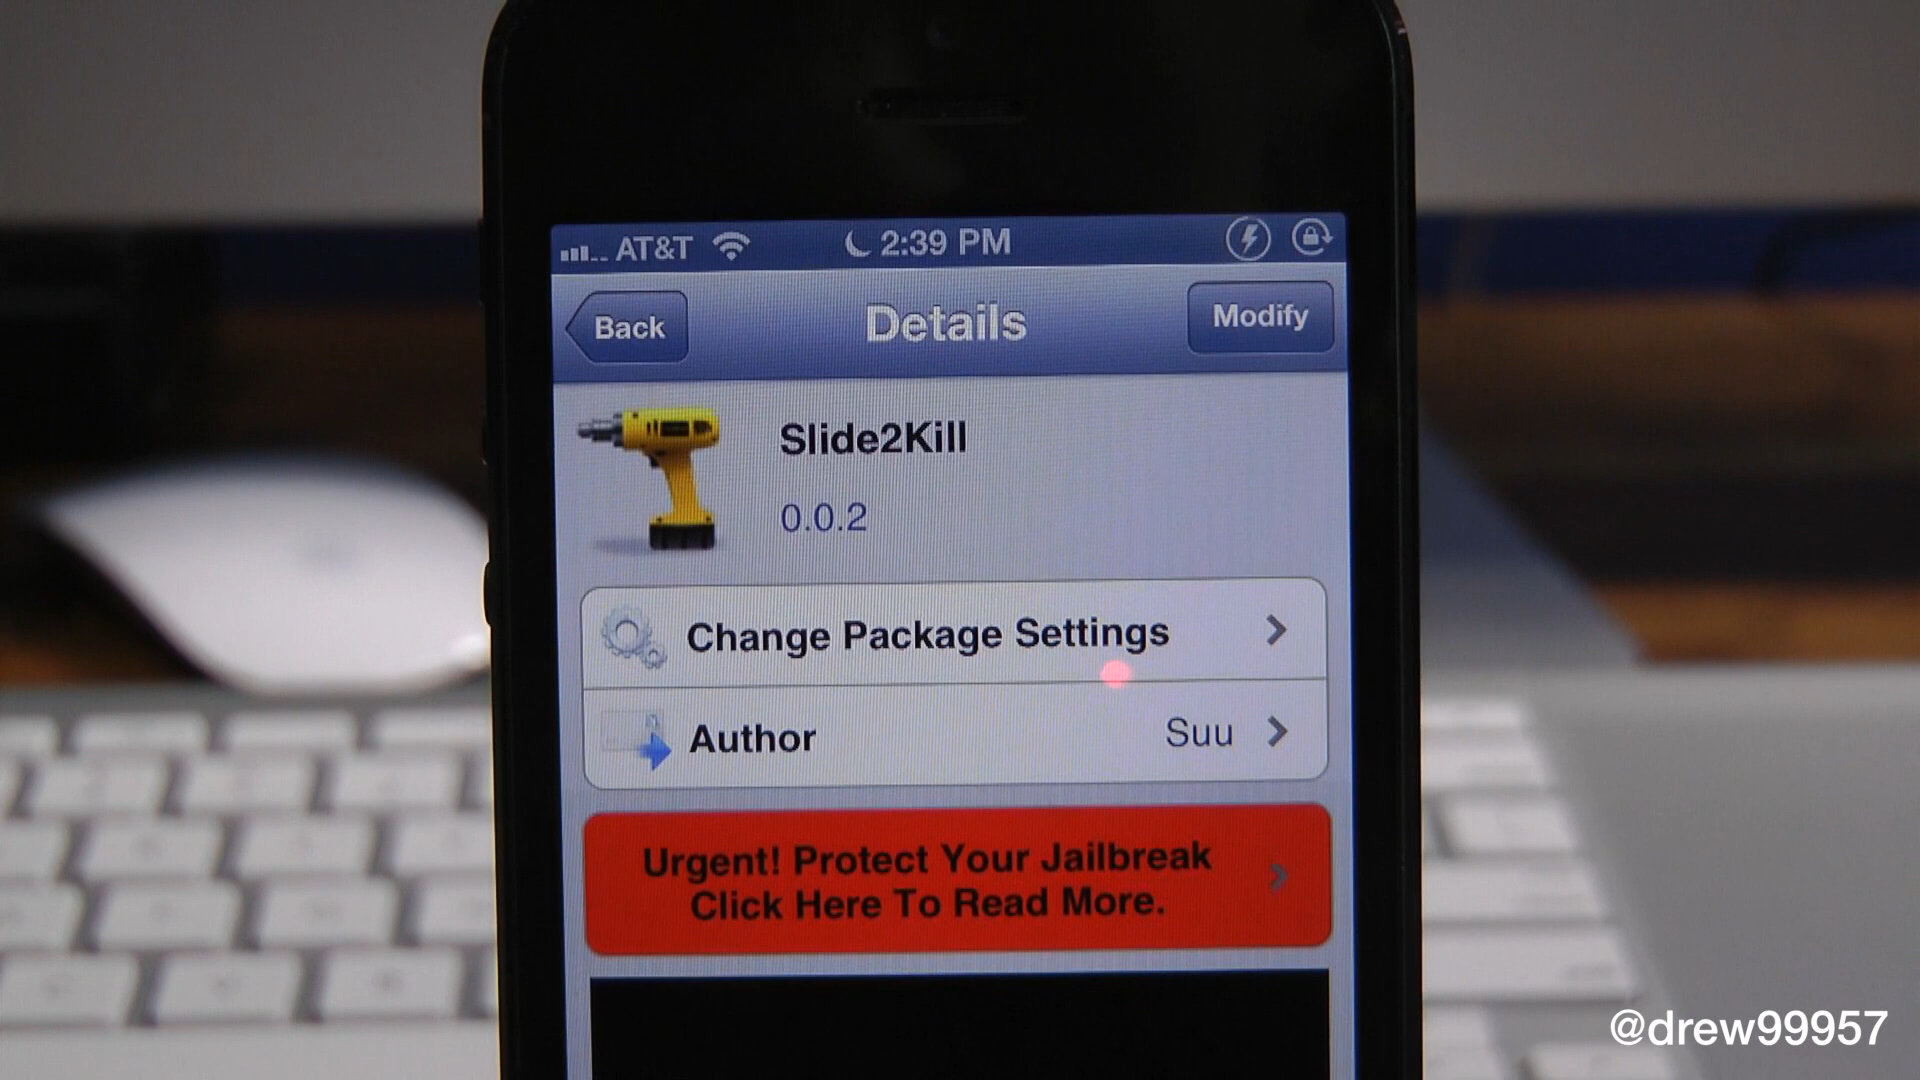 AT&T 2:39 PM
Back Details Modify
Slide2Kill
0.0.2
Change Package Settings
Author Suu
Urgent! Protect Your Jailbreak
Click Here To Read More.
@drew99957